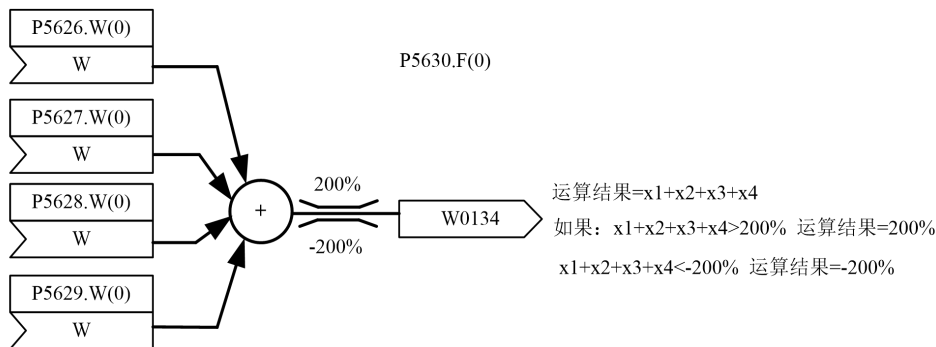 P5626.W(0)
W
P5630.F(0)
P5627.W(0)
W
P5628.W(0)
W
P5629.W(0)
W
+
200%
-200%
W0134
运算结果=x1+x2+x3+x4
如果：x1+x2+x3+x4>200% 运算结果=200%
x1+x2+x3+x4<-200% 运算结果=-200%